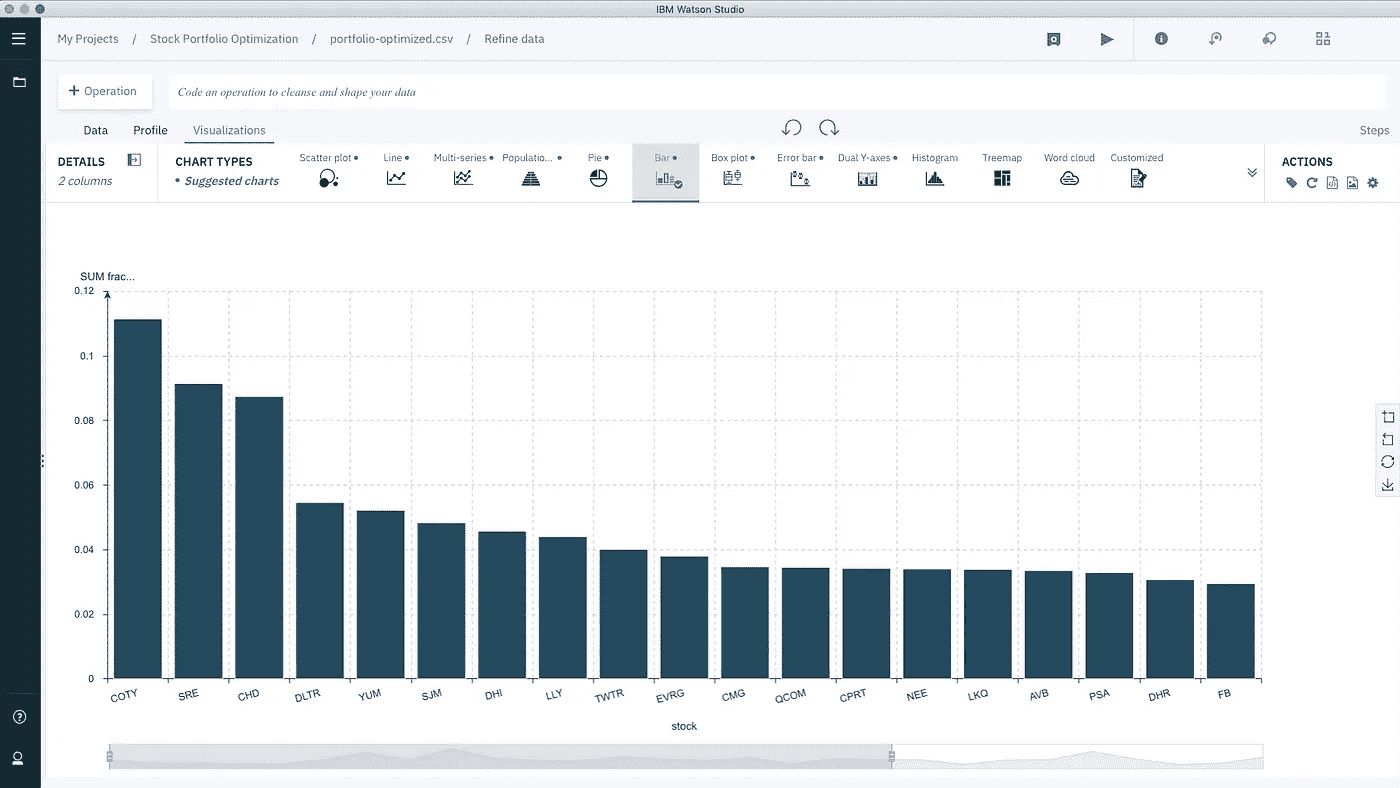 IBM Watson Studio
My Projects / Stock Portfolio Optimization / portfolio-optimized.csv / Refine data
+ Operation
Code an operation to cleanse and shape your data
Data Profile Visualizations
Steps
DETAILS
2 columns
CHART TYPES
• Suggested charts
Scatter plot • Line • Multi-series • Populatio... • Pie • Bar • Box plot • Error bar • Dual Y-axes • Histogram Treemap Word cloud Customized
ACTIONS
SUM frac...
0.12
0.1
0.08
0.06
0.04
0.02
0
COTY SRE CHD DLTR YUM SJM DHI LLY TWTR EVRG CMG QCOM CPRT NEE LKQ AVB PSA DHR FB
stock